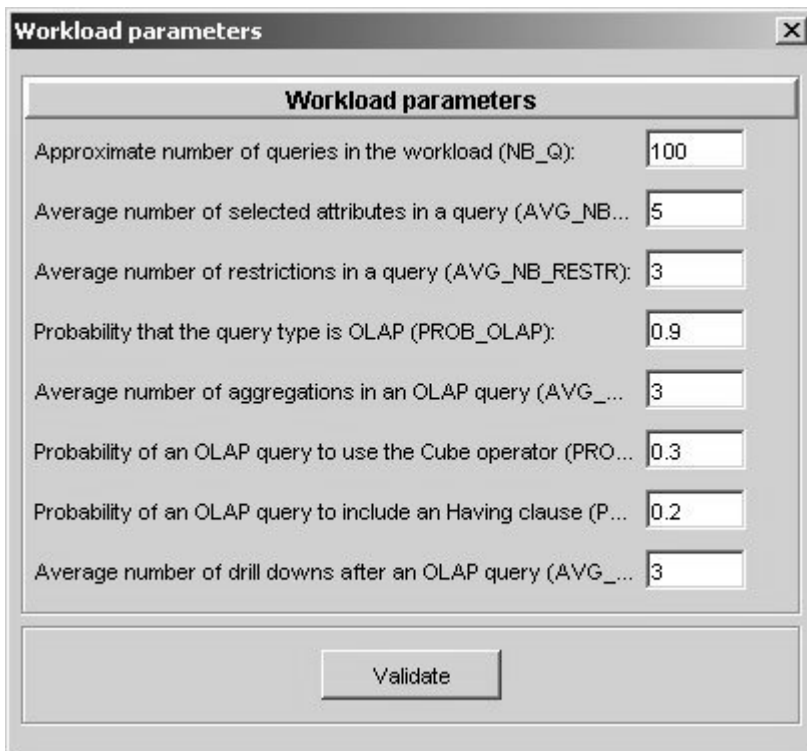 Workload parameters
Workload parameters
Approximate number of queries in the workload (NB_Q): 100
Average number of selected attributes in a query (AVG_NB... 5
Average number of restrictions in a query (AVG_NB_RESTR): 3
Probability that the query type is OLAP (PROB_OLAP): 0.9
Average number of aggregations in an OLAP query (AVG_... 3
Probability of an OLAP query to use the Cube operator (PRO... 0.3
Probability of an OLAP query to include an Having clause (P... 0.2
Average number of drill downs after an OLAP query (AVG_... 3
Validate